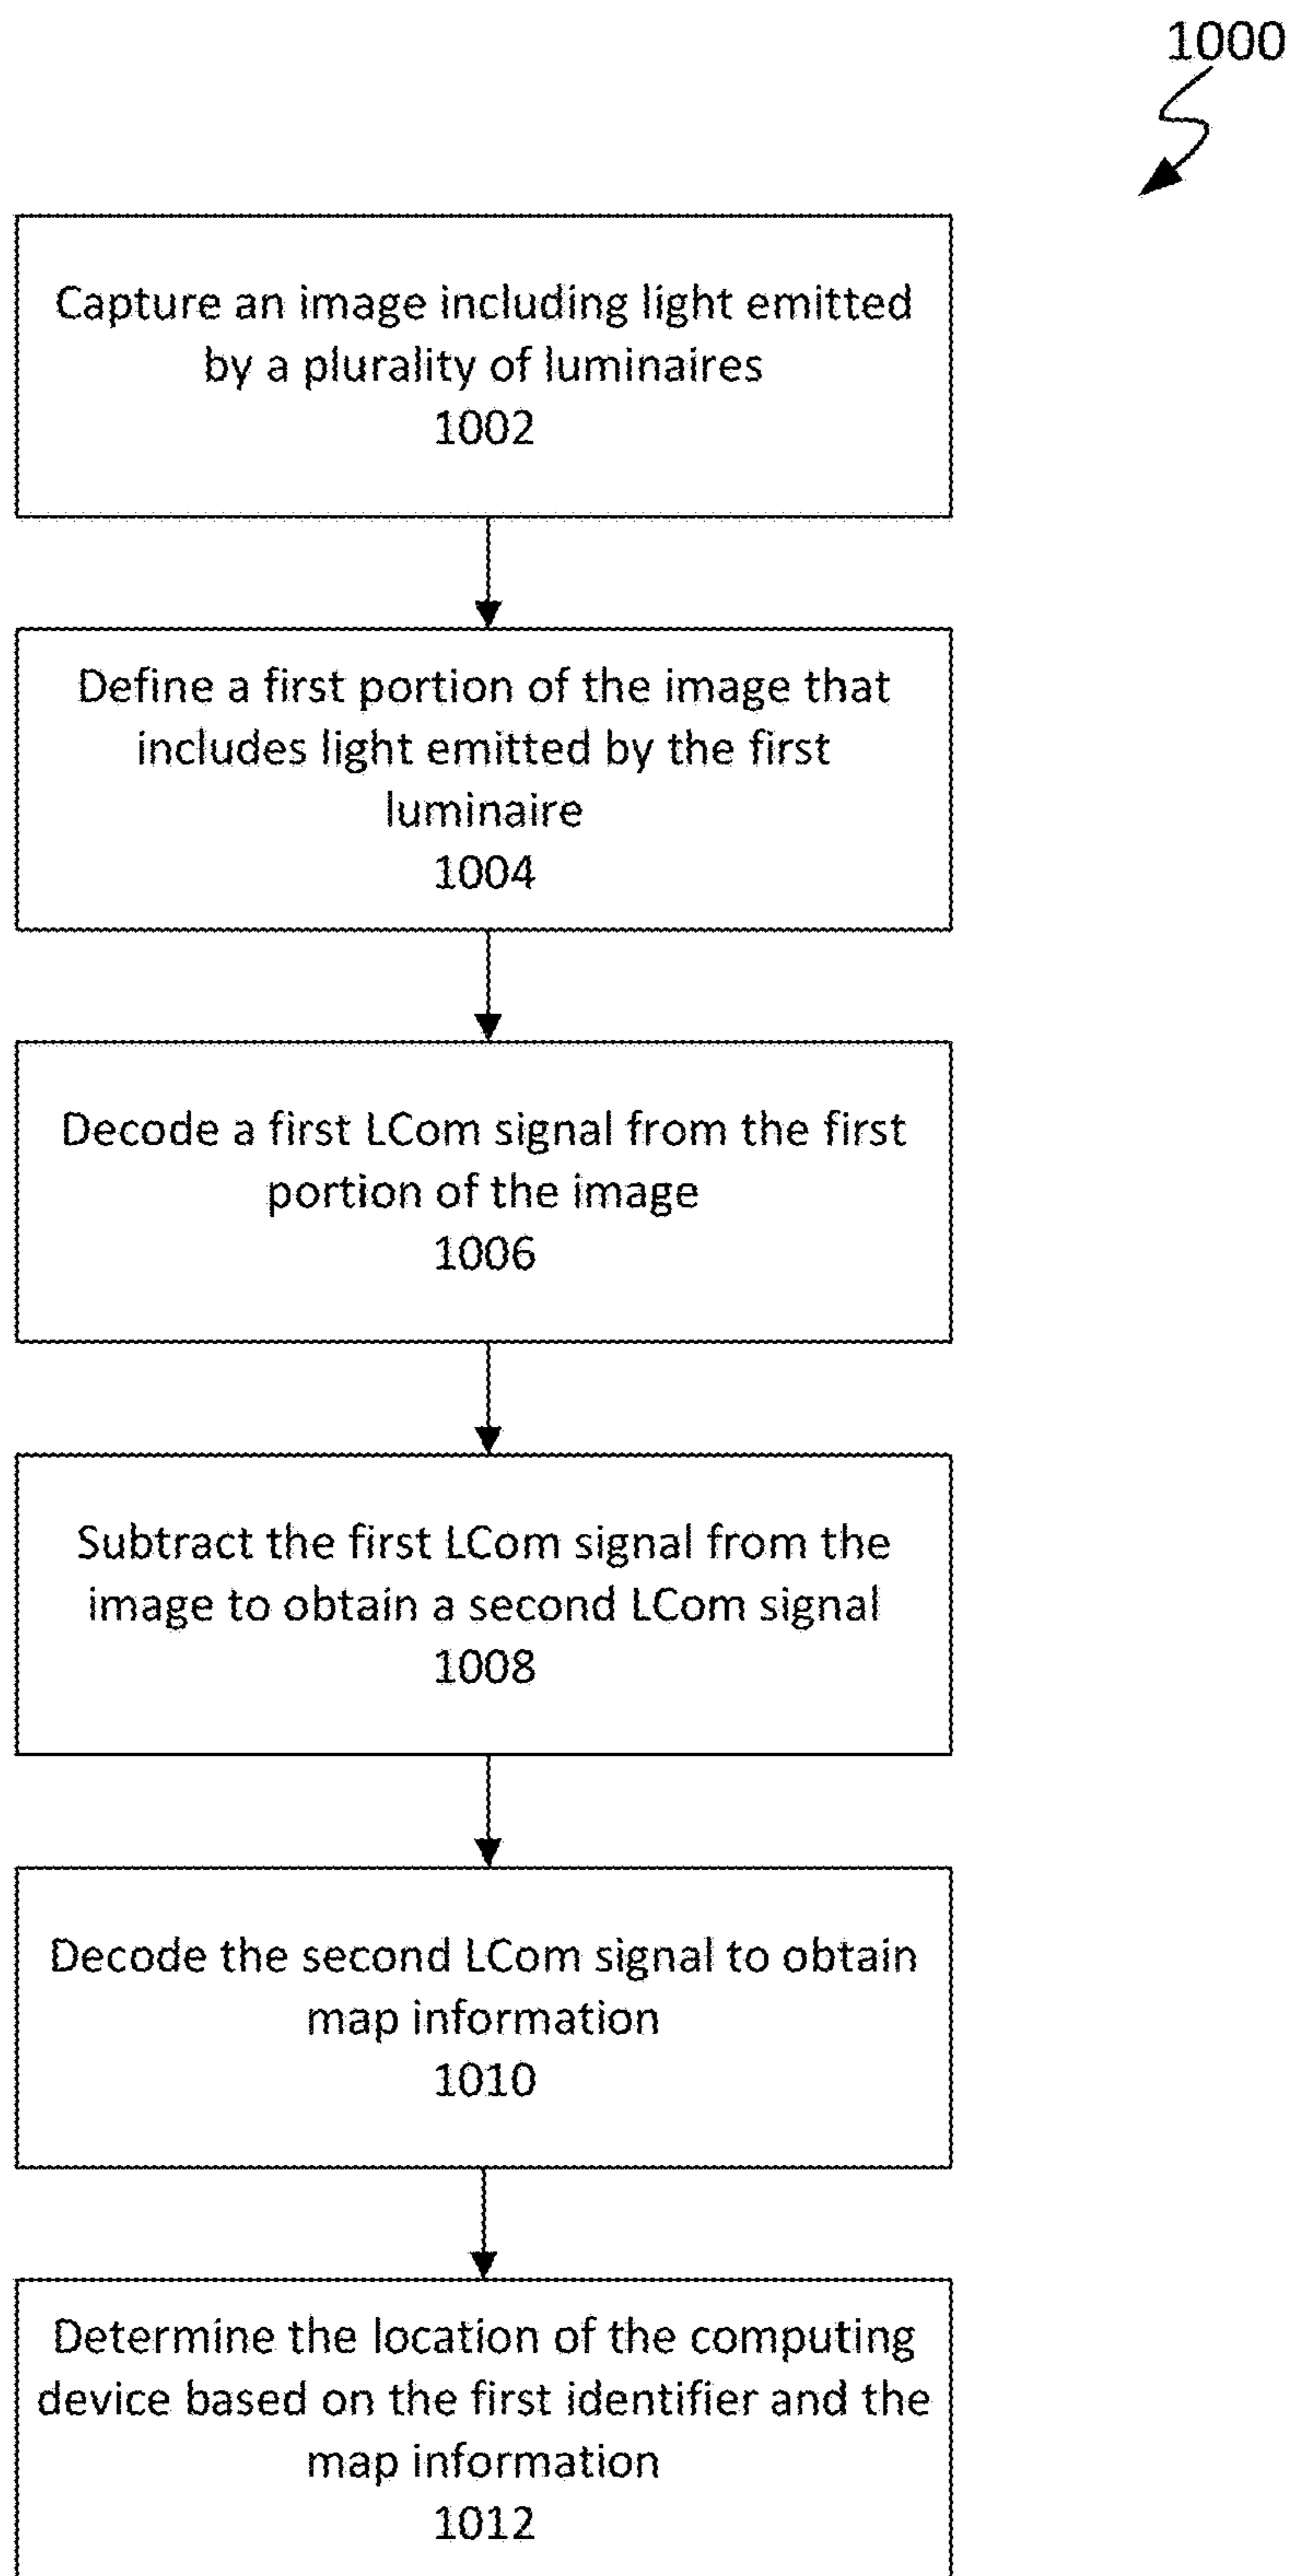 1000
Capture an image including light emitted
by a plurality of luminaires
1002
Define a first portion of the image that
includes light emitted by the first
luminaire
1004
Decode a first LCom signal from the first
portion of the image
1006
Subtract the first LCom signal from the
image to obtain a second LCom signal
1008
Decode the second LCom signal to obtain
map information
1010
Determine the location of the computing
device based on the first identifier and the
map information
1012